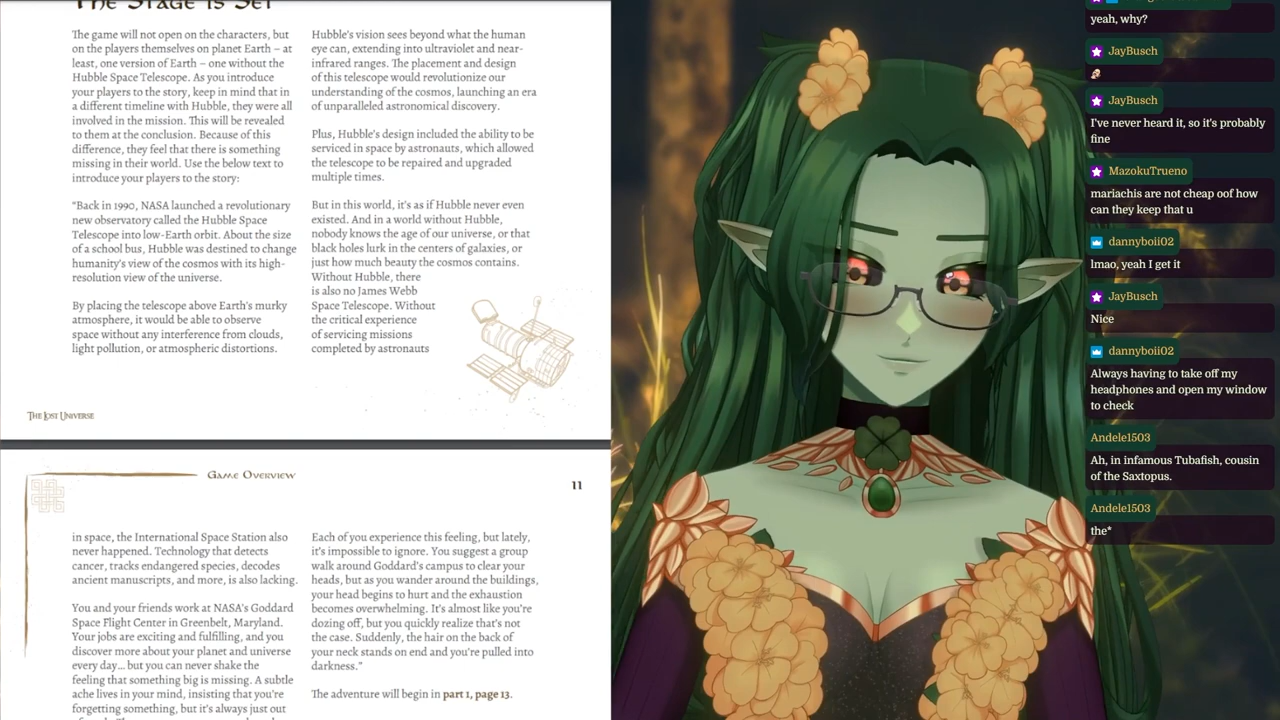 The Stage is Set
The game will not open on the characters, but
on the players themselves on planet Earth – at
least, one version of Earth – one without the
Hubble Space Telescope. As you introduce
your players to the story, keep in mind that in
a different timeline with Hubble, they were all
involved in the mission. This will be revealed
to them at the conclusion. Because of this
difference, they feel that there is something
missing in their world. Use the below text to
introduce your players to the story:
“Back in 1990, NASA launched a revolutionary
new observatory called the Hubble Space
Telescope into low-Earth orbit. About the size
of a school bus, Hubble was destined to change
humanity's view of the cosmos with its high-
resolution view of the universe.
By placing the telescope above Earth's murky
atmosphere, it would be able to observe
space without any interference from clouds,
light pollution, or atmospheric distortions.
Hubble's vision sees beyond what the human
eye can, extending into ultraviolet and near-
infrared ranges. The placement and design
of this telescope would revolutionize our
understanding of the cosmos, launching an era
of unparalleled astronomical discovery.
Plus, Hubble's design included the ability to be
serviced in space by astronauts, which allowed
the telescope to be repaired and upgraded
multiple times.
But in this world, it's as if Hubble never even
existed. And in a world without Hubble,
nobody knows the age of our universe, or that
black holes lurk in the centers of galaxies, or
just how much beauty the cosmos contains.
Without Hubble, there
is also no James Webb
Space Telescope. Without
the critical experience
of servicing missions
completed by astronauts
The Lost Universe
Game Overview
11
in space, the International Space Station also
never happened. Technology that detects
cancer, tracks endangered species, decodes
ancient manuscripts, and more, is also lacking.
You and your friends work at NASA's Goddard
Space Flight Center in Greenbelt, Maryland.
Your jobs are exciting and fulfilling, and you
discover more about your planet and universe
every day... but you can never shake the
feeling that something big is missing. A subtle
ache lives in your mind, insisting that you're
forgetting something, but it's always just out
Each of you experience this feeling, but lately,
it's impossible to ignore. You suggest a group
walk around Goddard's campus to clear your
heads, but as you wander around the buildings,
your head begins to hurt and the exhaustion
becomes overwhelming. It's almost like you're
dozing off, but you quickly realize that's not
the case. Suddenly, the hair on the back of
your neck stands on end and you're pulled into
darkness.”
The adventure will begin in part 1, page 13.
yeah, why?
JayBusch
JayBusch
I've never heard it, so it's probably
fine
MazokuTrueno
mariachis are not cheap oof how
can they keep that u
dannyboii02
lmao, yeah I get it
JayBusch
Nice
dannyboii02
Always having to take off my
headphones and open my window
to check
Andele1503
Ah, in infamous Tubafish, cousin
of the Saxtopus.
Andele1503
the*